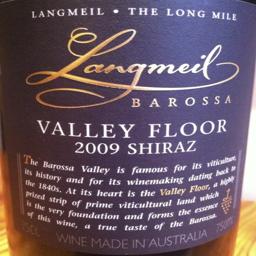 LANGMEIL • THE LONG MILE
Langmeil
BAROSSA
VALLEY FLOOR
2009 SHIRAZ
The Barossa Valley is famous for its viticulture,
its history and for its winemaking dating back to
the 1840s. At its heart is the Valley Floor, a highly
prized strip of prime viticultural land which
is the very foundation and forms the essence
of this wine, a true taste of the Barossa.
75CL WINE MADE IN AUSTRALIA 750ML